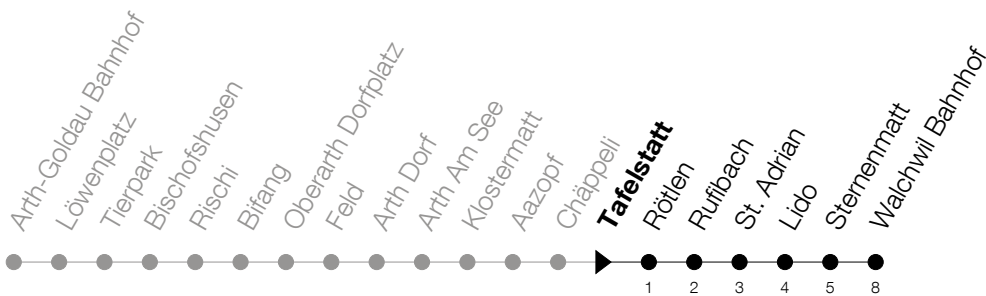 Arth-Goldau Bahnhof
Löwenplatz
Tierpark
Bischofshusen
Rischi
Bifang
Oberarth Dorfplatz
Feld
Arth Dorf
Arth Am See
Klostermatt
Aazopf
Chäppeli
Tafelstatt
Rötlen
Rufibach
St. Adrian
Lido
Sternenmatt
Walchwil Bahnhof
1 2 3 4 5 8